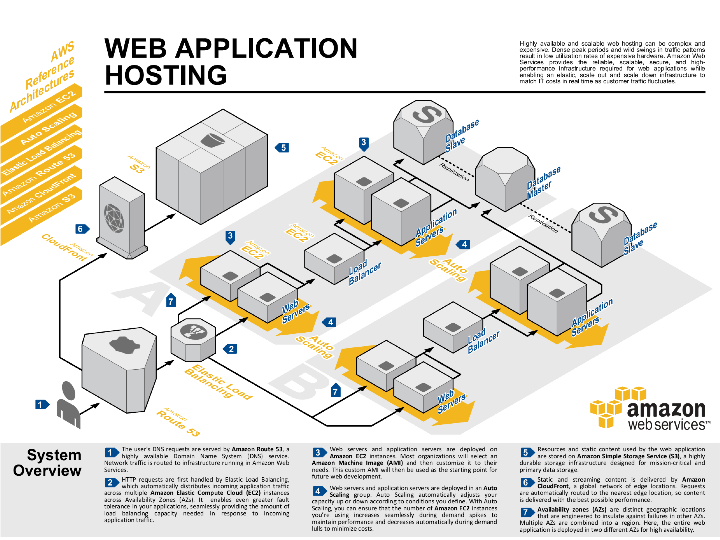 AWS
Reference
Architectures
Amazon EC2
Auto Scaling
Elastic Load Balancing
Amazon Route 53
Amazon CloudFront
Amazon S3
WEB APPLICATION
HOSTING
Highly available and scalable web hosting can be complex and
expensive. Dense peak periods and wild swings in traffic patterns
result in low utilization rates of expensive hardware. Amazon Web
Services provides the reliable, scalable, secure, and high-
performance infrastructure required for web applications while
enabling an elastic, scale out and scale down infrastructure to
match IT costs in real time as customer traffic fluctuates.
Amazon
S3
5
3
Amazon
EC2
S
Database
Slave
Replication
Database
Master
Replication
S
Database
Slave
6
Amazon
CloudFront
3
Amazon
EC2
Amazon
EC2
Application
Servers
4
Auto
Scaling
Load
Balancer
7
Web
Servers
4
Auto
Scaling
2
Elastic Load
Balancing
A
B
Application
Servers
Load
Balancer
7
Web
Servers
1
Amazon
Route 53
amazon
web services™
System
Overview
1 The user's DNS requests are served by Amazon Route 53, a
highly available Domain Name System (DNS) service.
Network traffic is routed to infrastructure running in Amazon Web
Services.
2 HTTP requests are first handled by Elastic Load Balancing,
which automatically distributes incoming application traffic
across multiple Amazon Elastic Compute Cloud (EC2) instances
across Availability Zones (AZs). It enables even greater fault
tolerance in your applications, seamlessly providing the amount of
load balancing capacity needed in response to incoming
application traffic.
3 Web servers and application servers are deployed on
Amazon EC2 instances. Most organizations will select an
Amazon Machine Image (AMI) and then customize it to their
needs. This custom AMI will then be used as the starting point for
future web development.
4 Web servers and application servers are deployed in an Auto
Scaling group. Auto Scaling automatically adjusts your
capacity up or down according to conditions you define. With Auto
Scaling, you can ensure that the number of Amazon EC2 instances
you're using increases seamlessly during demand spikes to
maintain performance and decreases automatically during demand
lulls to minimize costs.
5 Resources and static content used by the web application
are stored on Amazon Simple Storage Service (S3), a highly
durable storage infrastructure designed for mission-critical and
primary data storage.
6 Static and streaming content is delivered by Amazon
CloudFront, a global network of edge locations. Requests
are automatically routed to the nearest edge location, so content
is delivered with the best possible performance.
7 Availability zones (AZs) are distinct geographic locations
that are engineered to insulate against failures in other AZs.
Multiple AZs are combined into a region. Here, the entire web
application is deployed in two different AZs for high availability.